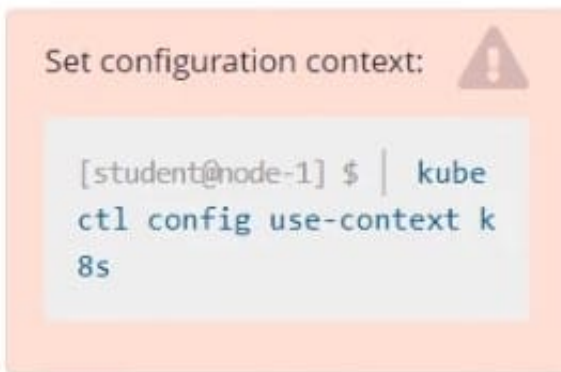 Set configuration context:
[student@node-1] $ | kube
ctl config use-context k
8s